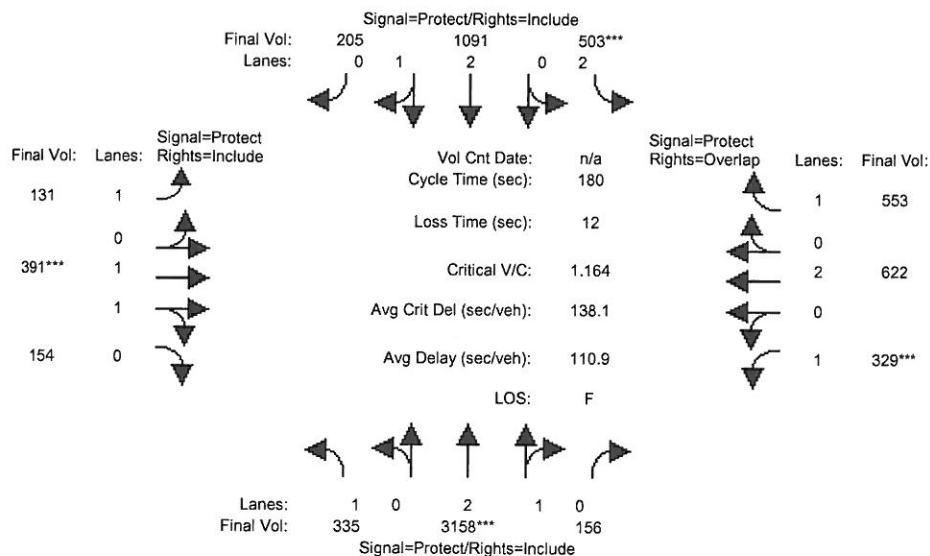 Signal=Protect/Rights=Include
Final Vol: 205 1091 503***
Lanes: 0 1 2 0 2
Signal=Protect
Rights=Include
Final Vol: Lanes:
131 1
0
391*** 1
1
154 0
Vol Cnt Date: n/a
Cycle Time (sec): 180
Loss Time (sec): 12
Critical V/C: 1.164
Avg Crit Del (sec/veh): 138.1
Avg Delay (sec/veh): 110.9
LOS: F
Signal=Protect
Rights=Overlap
Lanes: Final Vol:
1 553
0
2 622
0
1 329***
Lanes: 1 0 2 1 0
Final Vol: 335 3158*** 156
Signal=Protect/Rights=Include